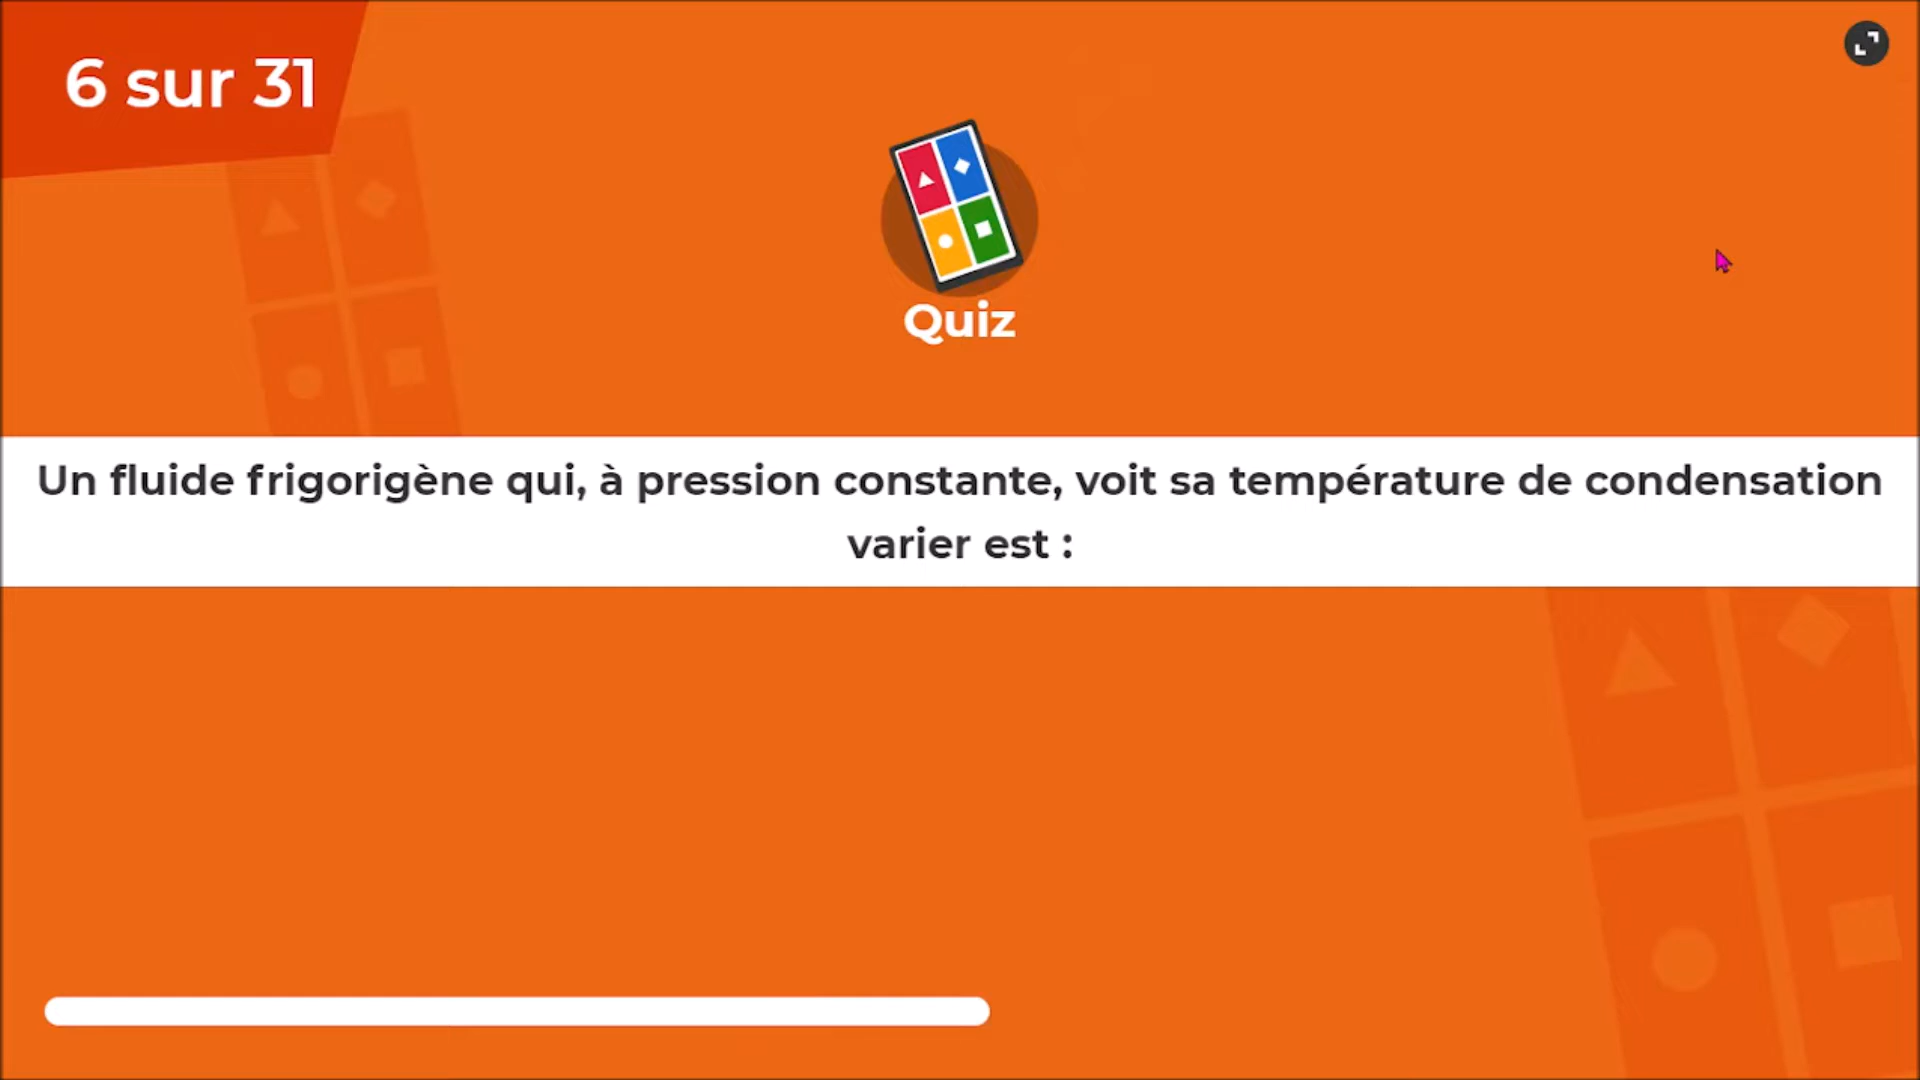 6 sur 31
Quiz
Un fluide frigorigène qui, à pression constante, voit sa température de condensation
varier est :